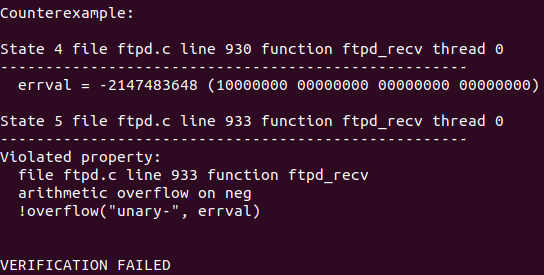 Counterexample:
State 4 file ftpd.c line 930 function ftpd_recv thread 0
----------------------------------------------------
errval = -2147483648 (10000000 00000000 00000000 00000000)
State 5 file ftpd.c line 933 function ftpd_recv thread 0
----------------------------------------------------
Violated property:
file ftpd.c line 933 function ftpd_recv
arithmetic overflow on neg
!overflow("unary-", errval)
VERIFICATION FAILED